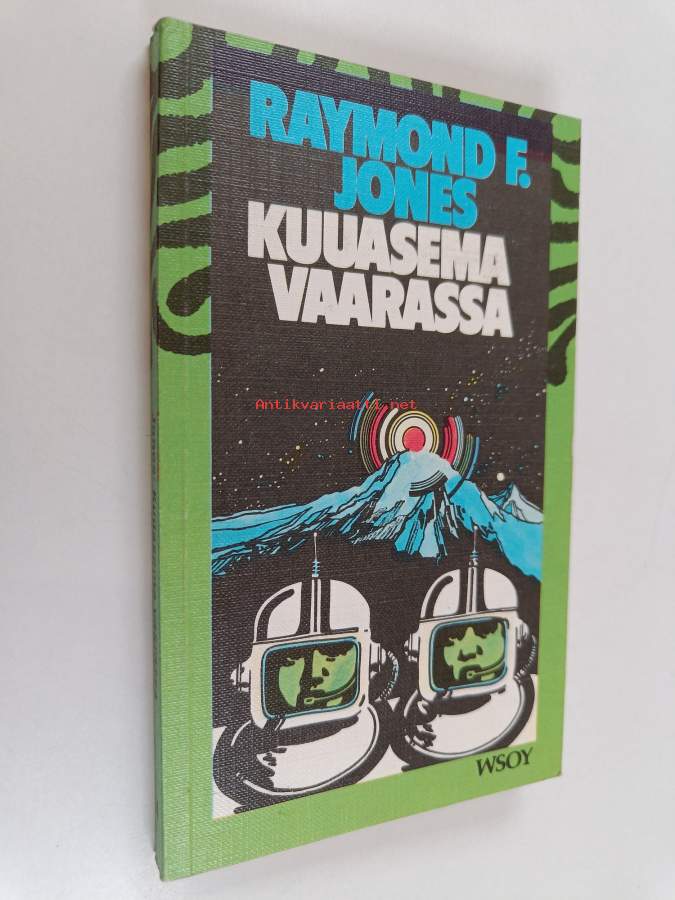 RAYMOND F.
JONES
KUUASEMA
VAARASSA
Antikvariaatti.net
WSOY